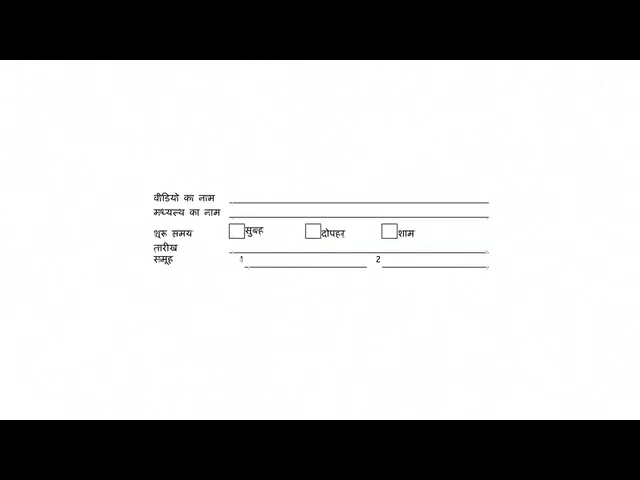 वीडियो का नाम
मध्यस्थ का नाम
शुरू समय सुबह दोपहर शाम
तारीख
समूह 1 2